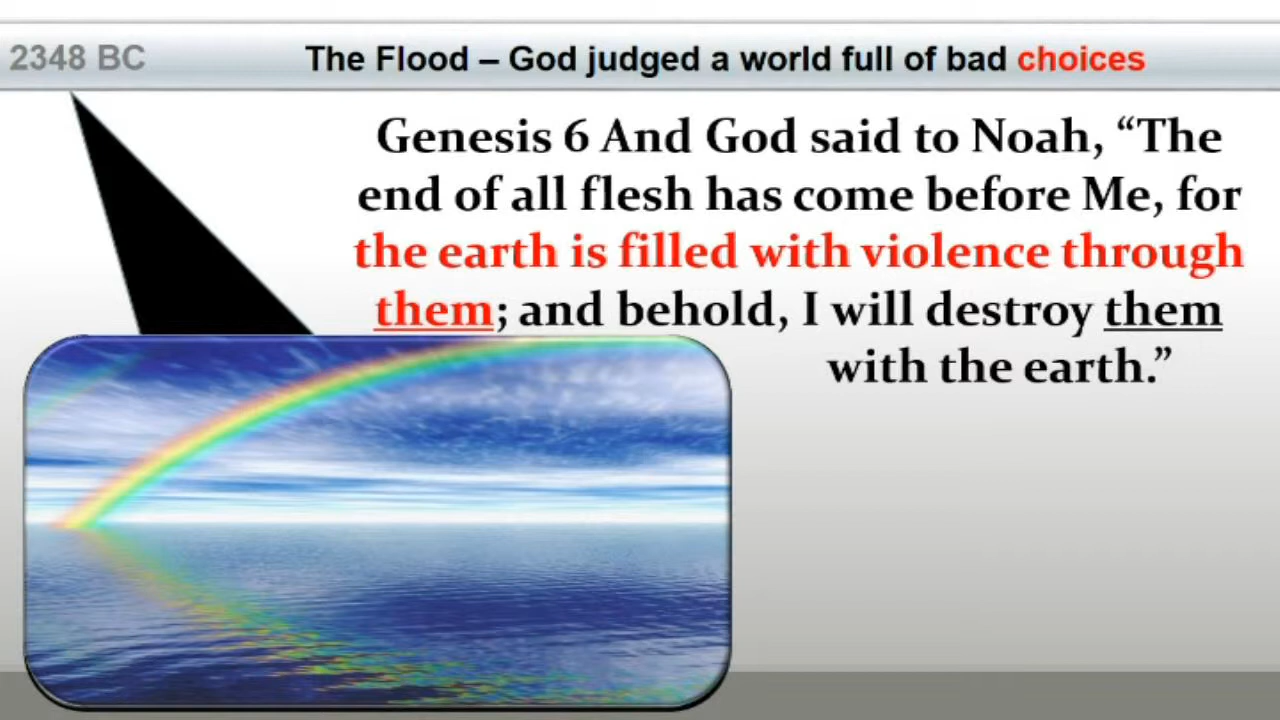 2348 BC
The Flood – God judged a world full of bad choices
Genesis 6 And God said to Noah, “The
end of all flesh has come before Me, for
the earth is filled with violence through
them; and behold, I will destroy them
with the earth.”